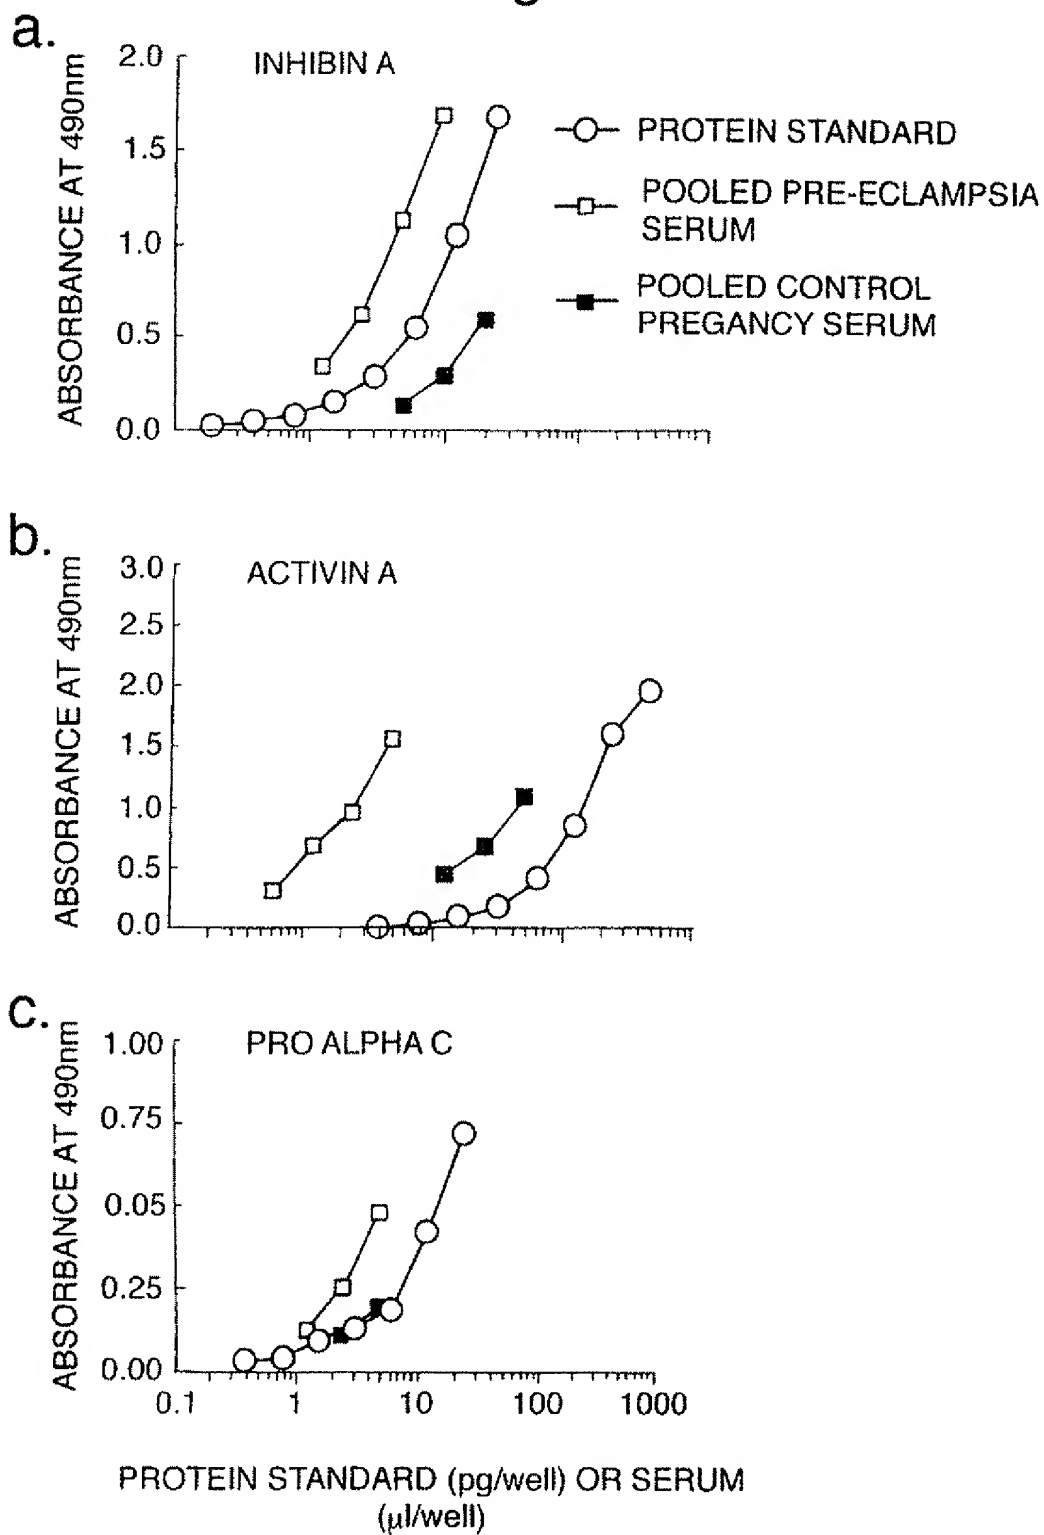 a.
INHIBIN A
ABSORBANCE AT 490nm
2.0
1.5
1.0
0.5
0.0
PROTEIN STANDARD
POOLED PRE-ECLAMPSIA
SERUM
POOLED CONTROL
PREGANCY SERUM
b.
ACTIVIN A
ABSORBANCE AT 490nm
3.0
2.5
2.0
1.5
1.0
0.5
0.0
c.
PRO ALPHA C
ABSORBANCE AT 490nm
1.00
0.75
0.05
0.25
0.00
0.1 1 10 100 1000
PROTEIN STANDARD (pg/well) OR SERUM
(μl/well)